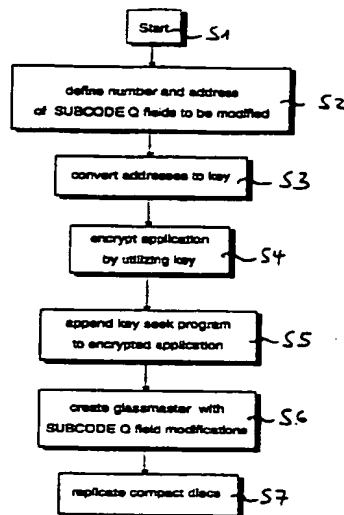 Start S1
define number and address S2
of SUBCODE Q fields to be modified
convert addresses to key S3
encrypt application S4
by utilizing key
append key seek program S5
to encrypted application
create glassmaster with S6
SUBCODE Q field modifications
replicate compact discs S7